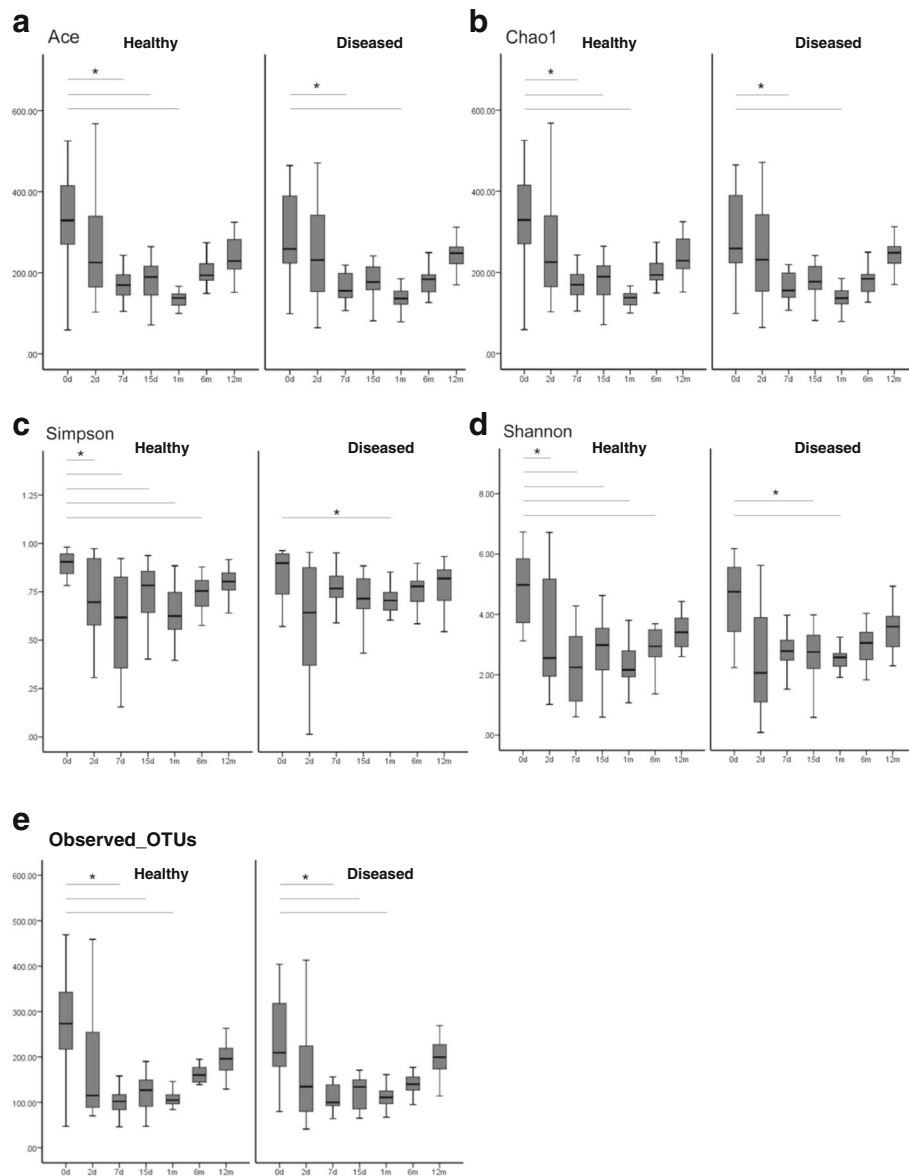 a
Ace
Healthy
Diseased
*
*
600.00
400.00
200.00
.00
0d 2d 7d 15d 1m 6m 12m
0d 2d 7d 15d 1m 6m 12m
b
Chao1
Healthy
Diseased
*
*
600.00
400.00
200.00
.00
0d 2d 7d 15d 1m 6m 12m
0d 2d 7d 15d 1m 6m 12m
c
Simpson
Healthy
Diseased
*
*
1.25
1.00
.75
.50
.25
.00
0d 2d 7d 15d 1m 6m 12m
0d 2d 7d 15d 1m 6m 12m
d
Shannon
Healthy
Diseased
*
*
8.00
6.00
4.00
2.00
.00
0d 2d 7d 15d 1m 6m 12m
0d 2d 7d 15d 1m 6m 12m
e
Observed_OTUs
Healthy
Diseased
*
*
600.00
500.00
400.00
300.00
200.00
100.00
.00
0d 2d 7d 15d 1m 6m 12m
0d 2d 7d 15d 1m 6m 12m